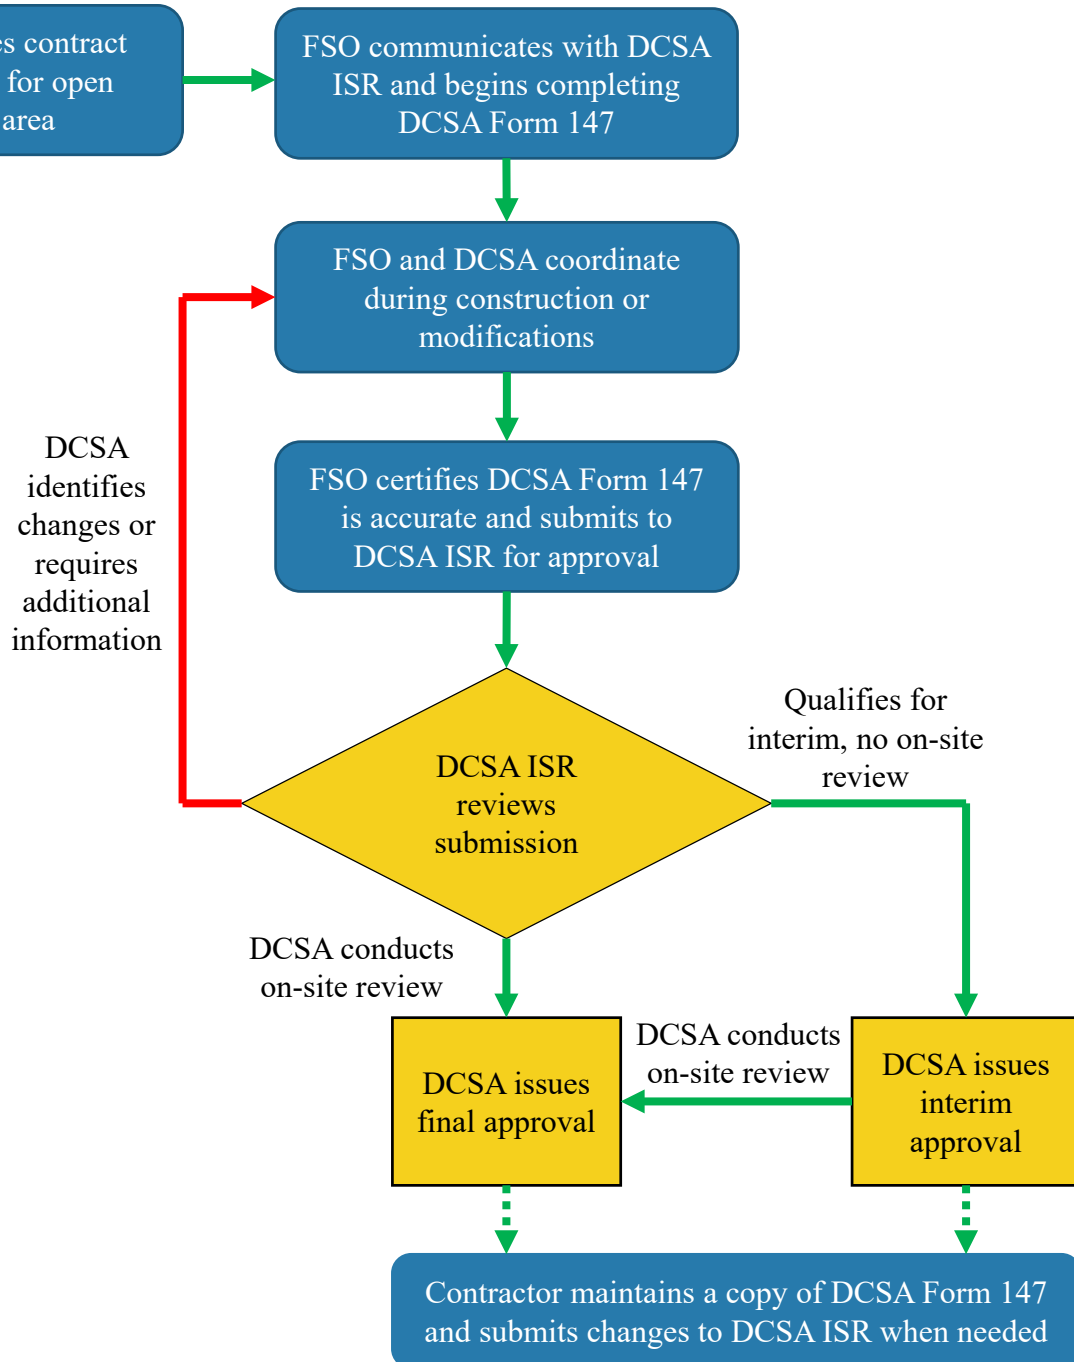 es contract
for open
area
FSO communicates with DCSA
ISR and begins completing
DCSA Form 147
FSO and DCSA coordinate
during construction or
modifications
DCSA
identifies
changes or
requires
additional
information
FSO certifies DCSA Form 147
is accurate and submits to
DCSA ISR for approval
DCSA ISR
reviews
submission
Qualifies for
interim, no on-site
review
DCSA conducts
on-site review
DCSA issues
final approval
DCSA conducts
on-site review
DCSA issues
interim
approval
Contractor maintains a copy of DCSA Form 147
and submits changes to DCSA ISR when needed